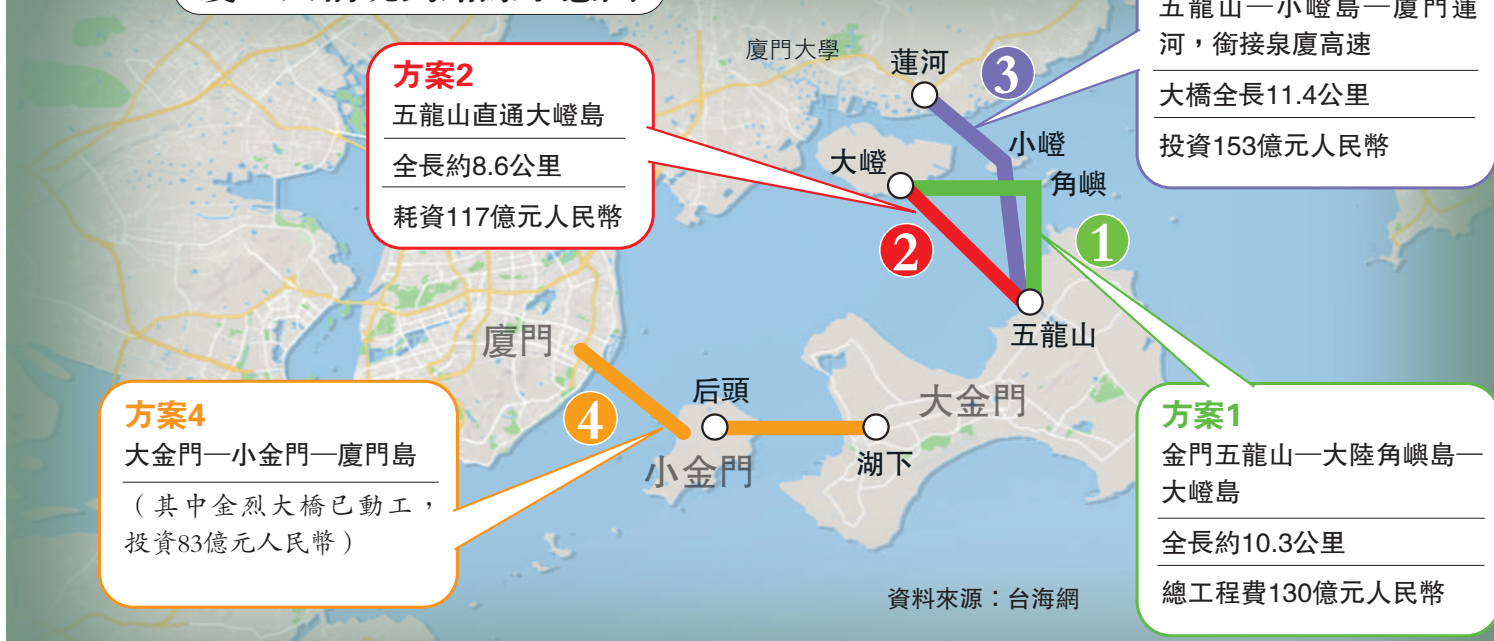 五龍山—小嶝島—廈門蓮
河，銜接泉廈高速
大橋全長11.4公里
投資153億元人民幣
方案2
五龍山直通大嶝島
全長約8.6公里
耗資117億元人民幣
廈門大學
蓮河
3
小嶝
大嶝
角嶼
2
1
五龍山
廈門
后頭
大金門
4
湖下
小金門
方案4
大金門—小金門—廈門島
（其中金烈大橋已動工，
投資83億元人民幣）
方案1
金門五龍山—大陸角嶼島—
大嶝島
全長約10.3公里
總工程費130億元人民幣
資料來源：台海網